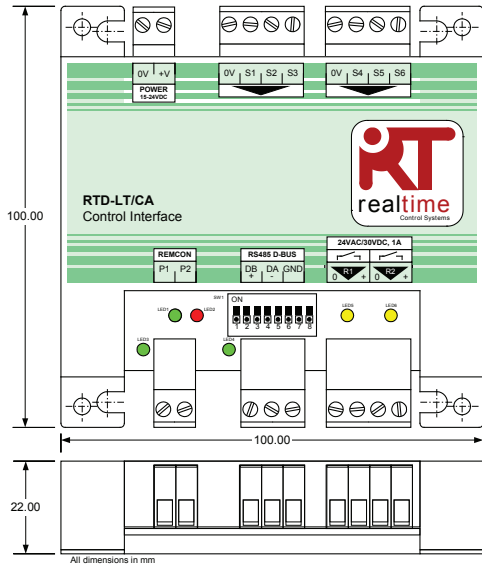 0V +V
POWER
15-24VDC
0V S1 S2 S3
0V S4 S5 S6
RT
realtime
Control Systems
RTD-LT/CA
Control Interface
100.00
REMCON
P1 P2
RS485 D-BUS
DB DA GND
+ -
24VAC/30VDC, 1A
R1 R2
0 + 0 +
SW1
ON
1 2 3 4 5 6 7 8
LED1
LED2
LED5
LED6
LED3
LED4
100.00
22.00
All dimensions in mm